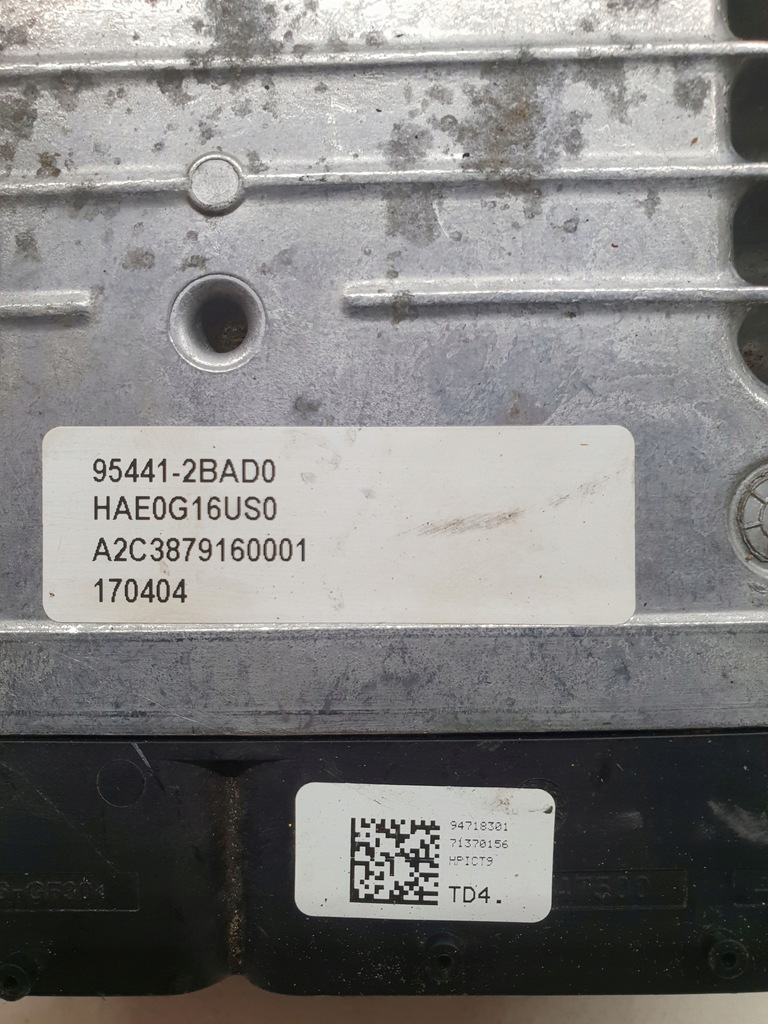 95441-2BAD0
HAE0G16US0
A2C3879160001
170404
94718301
71370156
HPICT9
TD4.